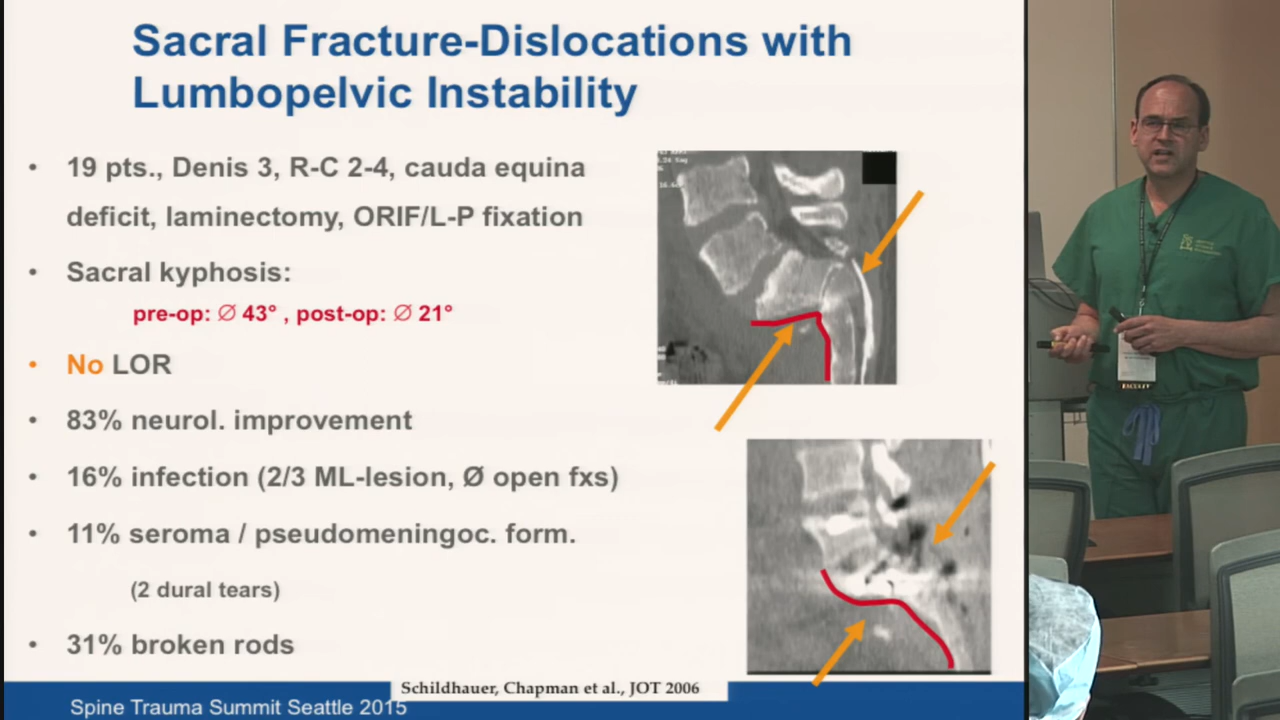 Sacral Fracture-Dislocations with
Lumbopelvic Instability
• 19 pts., Denis 3, R-C 2-4, cauda equina
deficit, laminectomy, ORIF/L-P fixation
• Sacral kyphosis:
pre-op: ∅ 43° , post-op: ∅ 21°
• No LOR
• 83% neurol. improvement
• 16% infection (2/3 ML-lesion, Ø open fxs)
• 11% seroma / pseudomeningoc. form.
(2 dural tears)
• 31% broken rods
Schildhauer, Chapman et al., JOT 2006
Spine Trauma Summit Seattle 2015
FACULTY